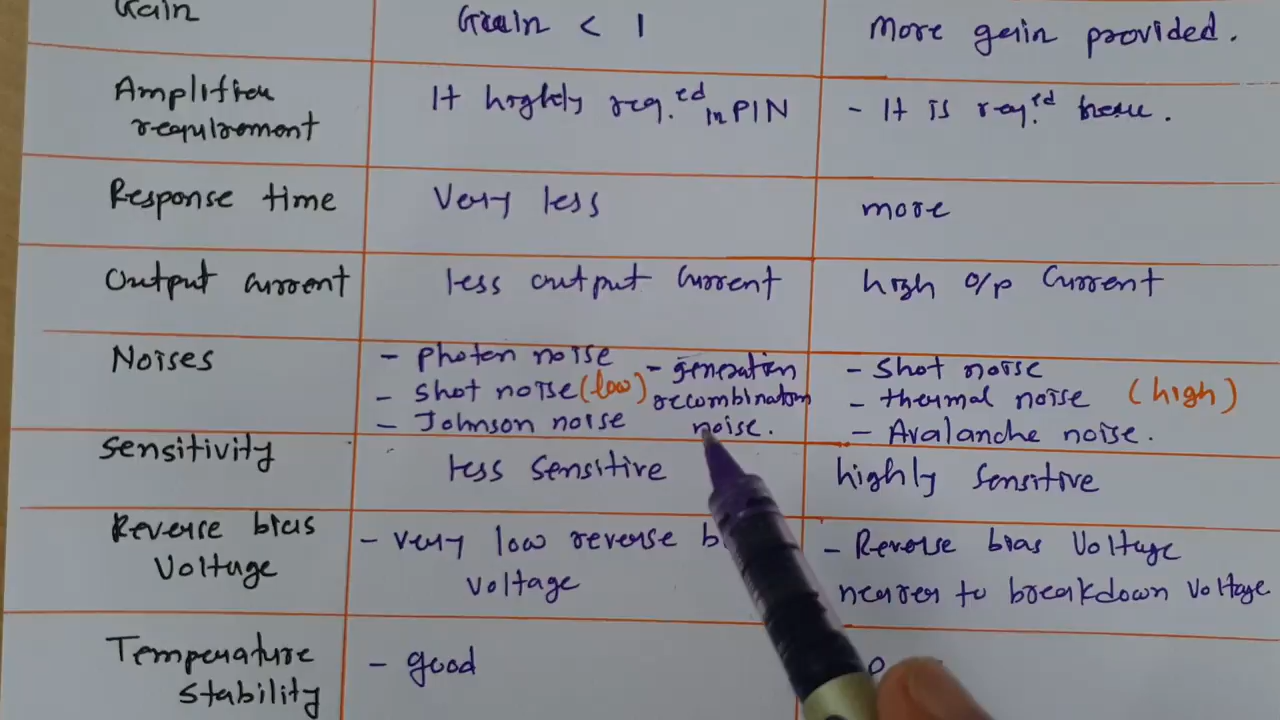 Gain Gain < 1 More gain provided.
Amplification It highly req.ed in PIN - It is req.ed here.
requirement
Response time Very less more
Output current less output current high o/p current
Noises - photon noise - generation - Shot noise
- Shot noise (low) recombination - thermal noise (high)
- Johnson noise noise. - Avalanche noise.
Sensitivity less sensitive highly sensitive
Reverse bias - very low reverse - Reverse bias Voltage
Voltage voltage nearer to breakdown voltage
Temperature - good
stability